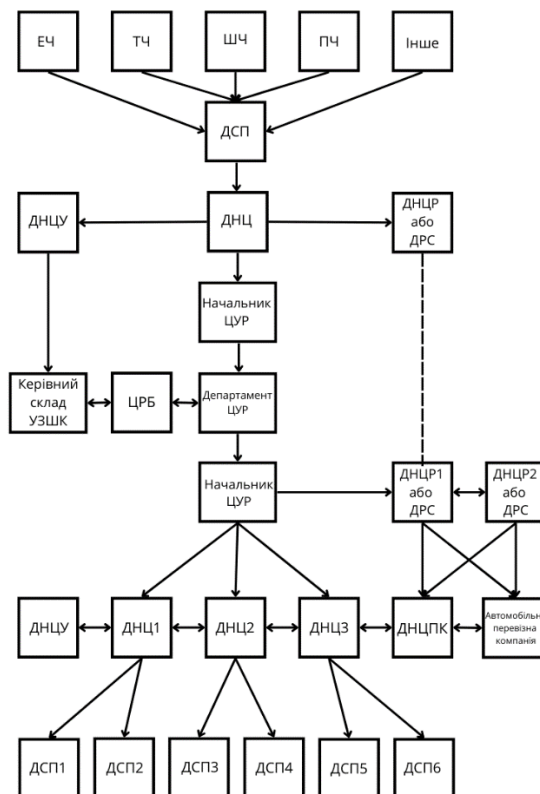 ЕЧ
ТЧ
ШЧ
ПЧ
Інше
ДСП
ДНЦУ
ДНЦ
ДНЦР
або
ДРС
Начальник
ЦУР
Керівний
склад
УЗШК
ЦРБ
Департамент
ЦУР
Начальник
ЦУР
ДНЦР1
або
ДРС
ДНЦР2
або
ДРС
ДНЦУ
ДНЦ1
ДНЦ2
ДНЦ3
ДНЦПК
Автомобільна
перевізна
компанія
ДСП1
ДСП2
ДСП3
ДСП4
ДСП5
ДСП6